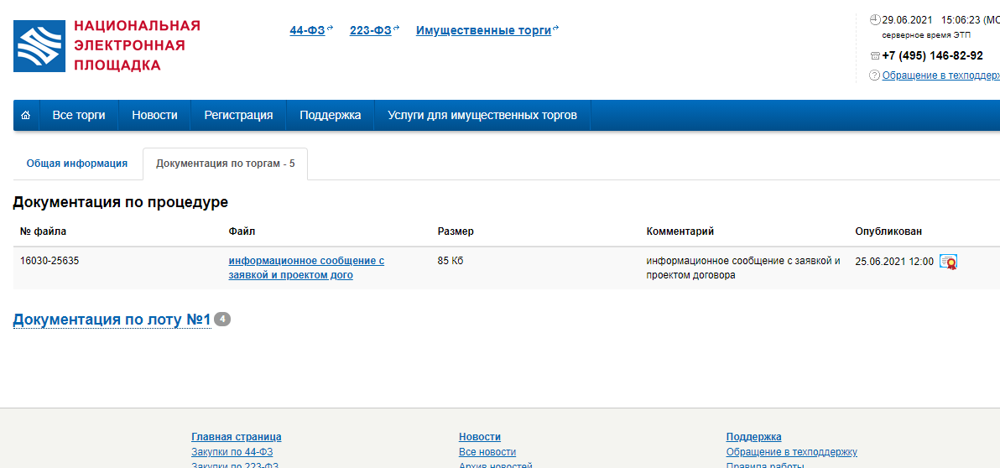 НАЦИОНАЛЬНАЯ
ЭЛЕКТРОННАЯ
ПЛОЩАДКА
44-ФЗ 223-ФЗ Имущественные торги
29.06.2021 15:06:23 (МС
серверное время ЭТП
+7 (495) 146-82-92
Обращение в техподдерж
Все торги Новости Регистрация Поддержка Услуги для имущественных торгов
Общая информация Документация по торгам - 5
Документация по процедуре
№ файла Файл Размер Комментарий Опубликован
16030-25635 информационное сообщение с 85 Кб информационное сообщение с заявкой и 25.06.2021 12:00
заявкой и проектом дого проектом договора
Документация по лоту №1 4
Главная страница Новости Поддержка
Закупки по 44-ФЗ Все новости Обращение в техподдержку
Закупки по 223-ФЗ Архив новостей Правила работы